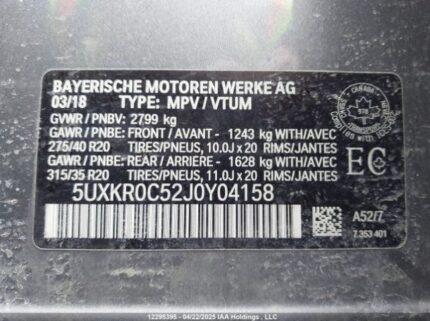 BAYERISCHE MOTOREN WERKE AG
03/18 TYPE: MPV / VTUM
GVWR / PNBV: 2799 kg
GAWR / PNBE: FRONT / AVANT - 1243 kg WITH/AVEC
275/40 R20 TIRES/PNEUS, 10.0J x 20 RIMS/JANTES
GAWR / PNBE: REAR / ARRIERE - 1628 kg WITH/AVEC
315/35 R20 TIRES/PNEUS, 11.0J x 20 RIMS/JANTES
EC
5UXKR0C52J0Y04158
A52/7
7 353 401
CANADA
12295395 - 04/22/2025 IAA Holdings, LLC